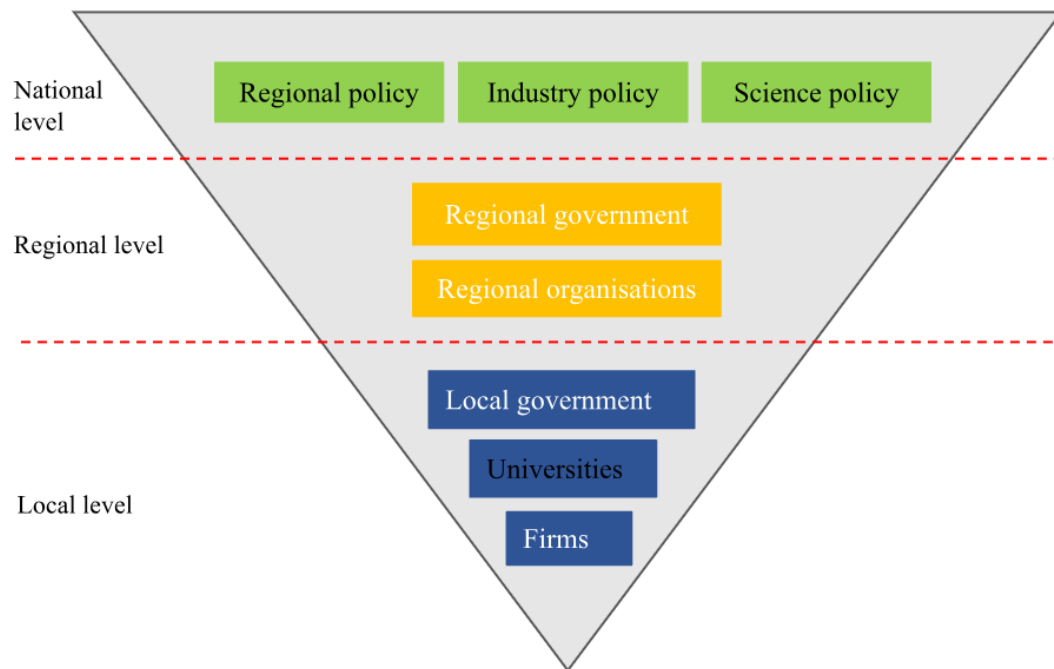 National
level
Regional policy
Industry policy
Science policy
Regional level
Regional government
Regional organisations
Local level
Local government
Universities
Firms